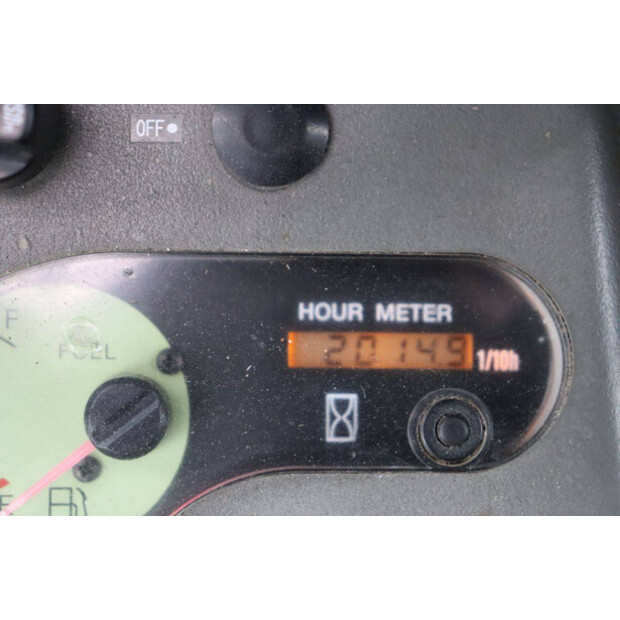 OFF
HOUR METER
20149
1/10h
F
FUEL
E